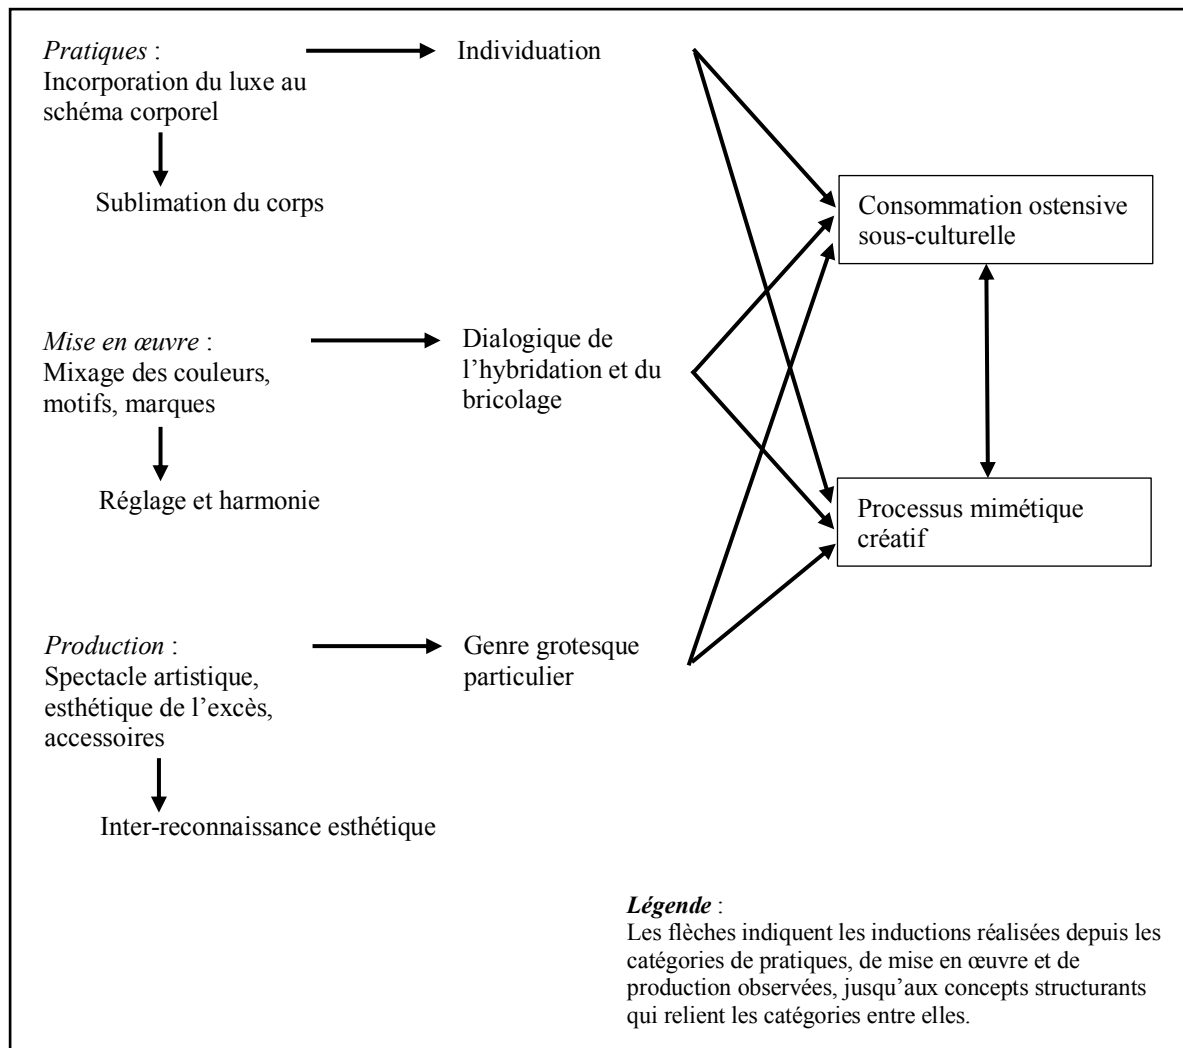 Pratiques :
Incorporation du luxe au
schéma corporel
Individuation
Sublimation du corps
Consommation ostensive
sous-culturelle
Mise en œuvre :
Mixage des couleurs,
motifs, marques
Dialogique de
l’hybridation et du
bricolage
Réglage et harmonie
Processus mimétique
créatif
Production :
Spectacle artistique,
esthétique de l’excès,
accessoires
Genre grotesque
particulier
Inter-reconnaissance esthétique
Légende :
Les flèches indiquent les inductions réalisées depuis les
catégories de pratiques, de mise en œuvre et de
production observées, jusqu’aux concepts structurants
qui relient les catégories entre elles.